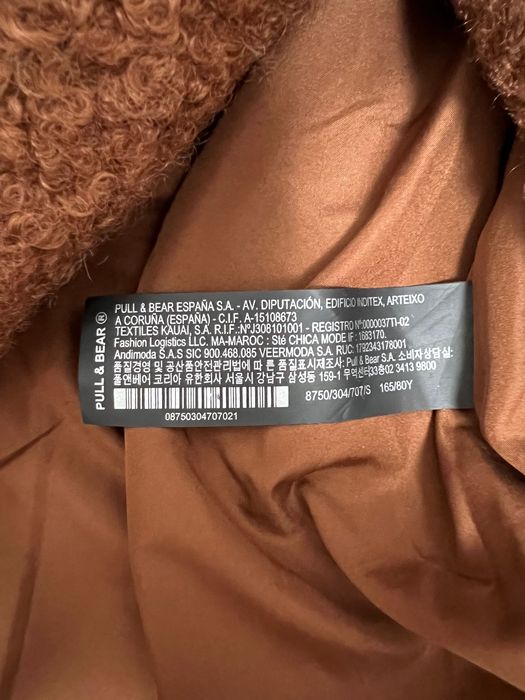 PULL & BEAR ®
PULL & BEAR ESPAÑA S.A. - AV. DIPUTACIÓN, EDIFICIO INDITEX, ARTEIXO
A CORUÑA (ESPAÑA) - C.I.F. A-15108673
TEXTILES KAUAI, S.A. R.I.F.:NºJ308101001 - REGISTRO Nº:0000037TI-02
Fashion Logistics LLC. MA-MAROC : Sté CHICA MODE IF : 1683170.
Andimoda S.A.S SIC 900.468.085 VEERMODA S.A. RUC: 1792343178001
품질경영 및 공산품안전관리법에 따른 품질표시제조자: Pull & Bear S.A. 소비자상담실:
풀앤베어 코리아 유한회사 서울시 강남구 삼성동 159-1 무역센터33층 02 3413 9800
08750304707021
8750/304/707/S 165/80Y